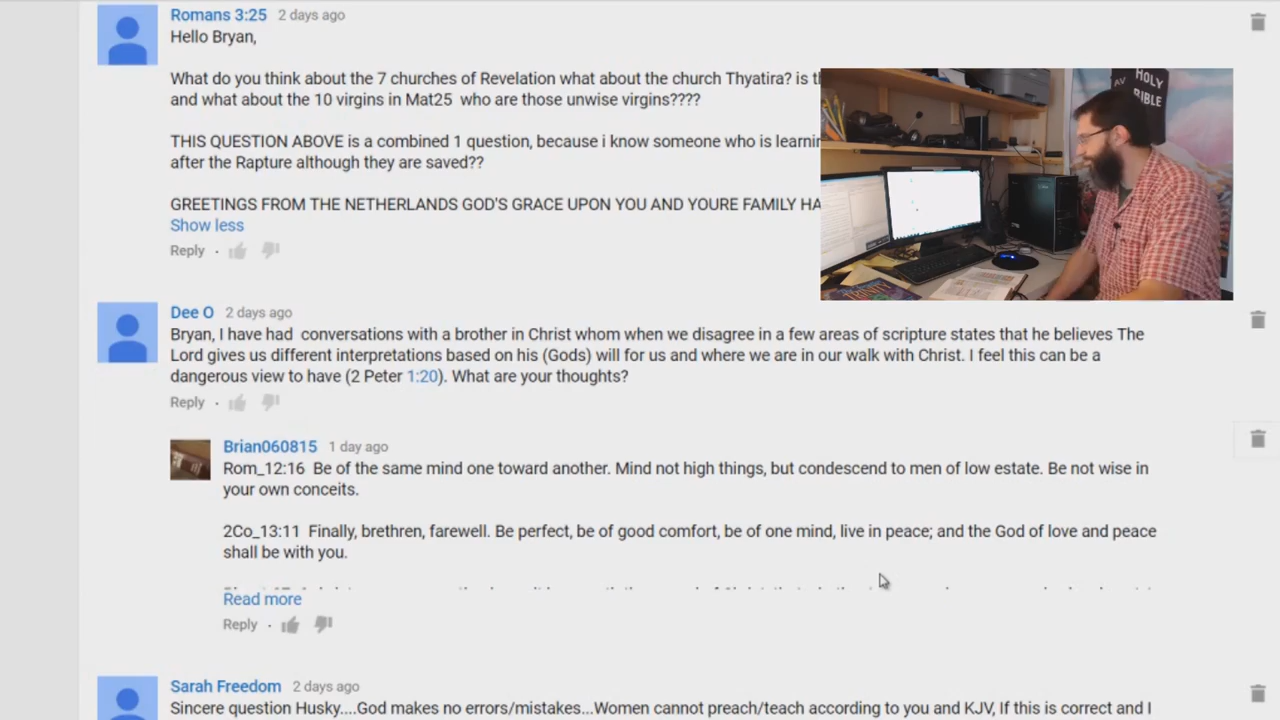 Romans 3:25 2 days ago
Hello Bryan,
What do you think about the 7 churches of Revelation what about the church Thyatira? is
and what about the 10 virgins in Mat25 who are those unwise virgins????
THIS QUESTION ABOVE is a combined 1 question, because i know someone who is
after the Rapture although they are saved??
GREETINGS FROM THE NETHERLANDS GOD'S GRACE UPON YOU AND YOURE FAMILY
Show less
Reply ·
HOLY
AV BIBLE
Dee O 2 days ago
Bryan, I have had conversations with a brother in Christ whom when we disagree in a few areas of scripture states that he believes The
Lord gives us different interpretations based on his (Gods) will for us and where we are in our walk with Christ. I feel this can be a
dangerous view to have (2 Peter 1:20). What are your thoughts?
Reply ·
Brian060815 1 day ago
Rom_12:16 Be of the same mind one toward another. Mind not high things, but condescend to men of low estate. Be not wise in
your own conceits.
2Co_13:11 Finally, brethren, farewell. Be perfect, be of good comfort, be of one mind, live in peace; and the God of love and peace
shall be with you.
Read more
Reply ·
Sarah Freedom 2 days ago
Sincere question Husky....God makes no errors/mistakes...Women cannot preach/teach according to you and KJV, If this is correct and I